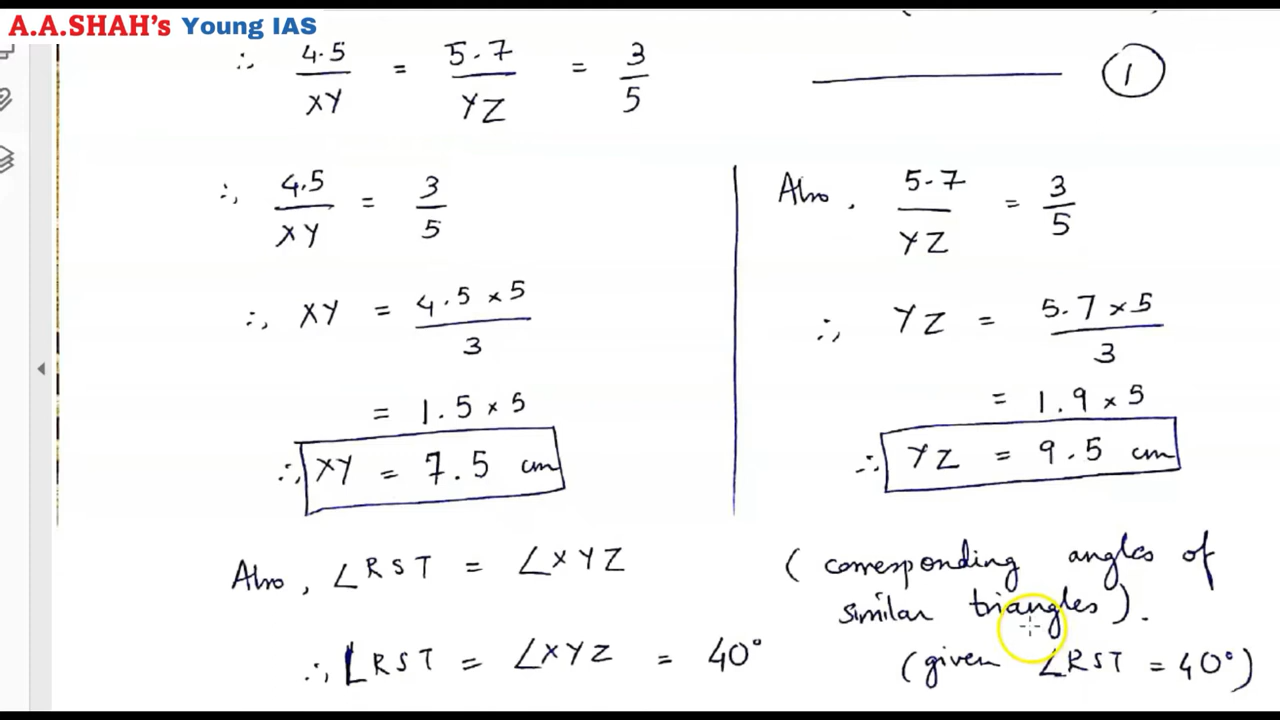 A.A.SHAH's Young IAS
∴ 4.5/XY = 5.7/YZ = 3/5 ——— 1
∴ 4.5/XY = 3/5
∴ XY = 4.5 × 5/3
= 1.5 × 5
∴ XY = 7.5 cm
Also, 5.7/YZ = 3/5
∴ YZ = 5.7 × 5/3
= 1.9 × 5
∴ YZ = 9.5 cm
Also, ∠RST = ∠XYZ (corresponding angles of
similar triangles).
∴ ∠RST = ∠XYZ = 40° (given ∠RST = 40°)